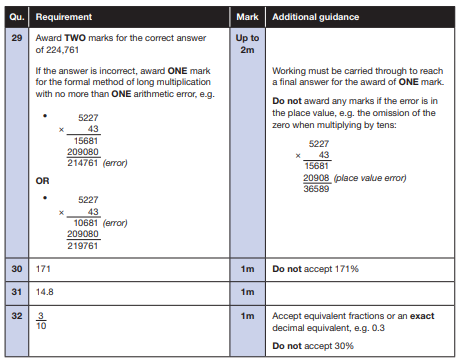 Qu. Requirement Mark Additional guidance
29 Award TWO marks for the correct answer of 224,761
Up to 2m
If the answer is incorrect, award ONE mark
for the formal method of long multiplication
with no more than ONE arithmetic error, e.g.
• 5227
× 43
15681
209080
214761 (error)
OR
• 5227
× 43
10681 (error)
209080
219761
Working must be carried through to reach
a final answer for the award of ONE mark.
Do not award any marks if the error is in
the place value, e.g. the omission of the
zero when multiplying by tens:
5227
× 43
15681
20908 (place value error)
36589
30 171 1m Do not accept 171%
31 14.8 1m
32 3/10 1m Accept equivalent fractions or an exact
decimal equivalent, e.g. 0.3
Do not accept 30%